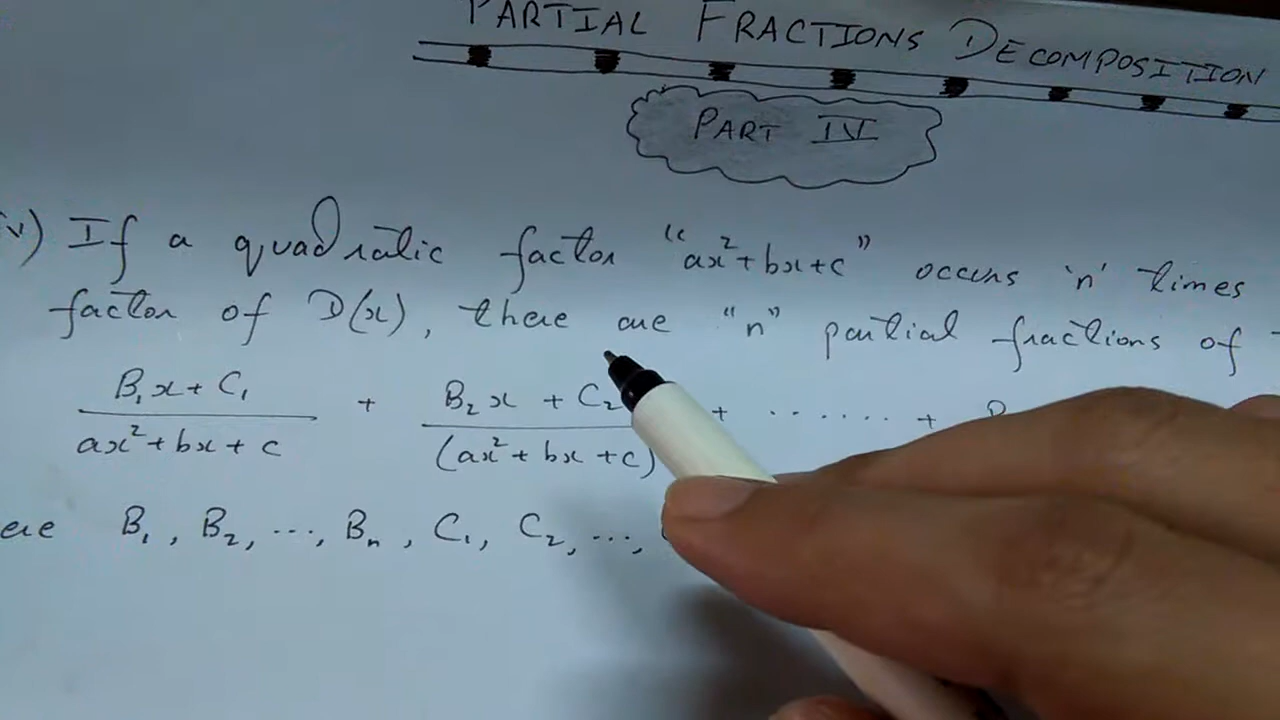 PARTIAL FRACTIONS DECOMPOSITION
PART IV
v) If a quadratic factor "ax²+bx+c" occurs 'n' times
factor of D(x), there are "n" partial fractions of
B₁x + C₁ / ax² + bx + c + B₂x + C₂ / (ax² + bx + c) + ....... +
B₁, B₂, ..., Bₙ, C₁, C₂, ...,